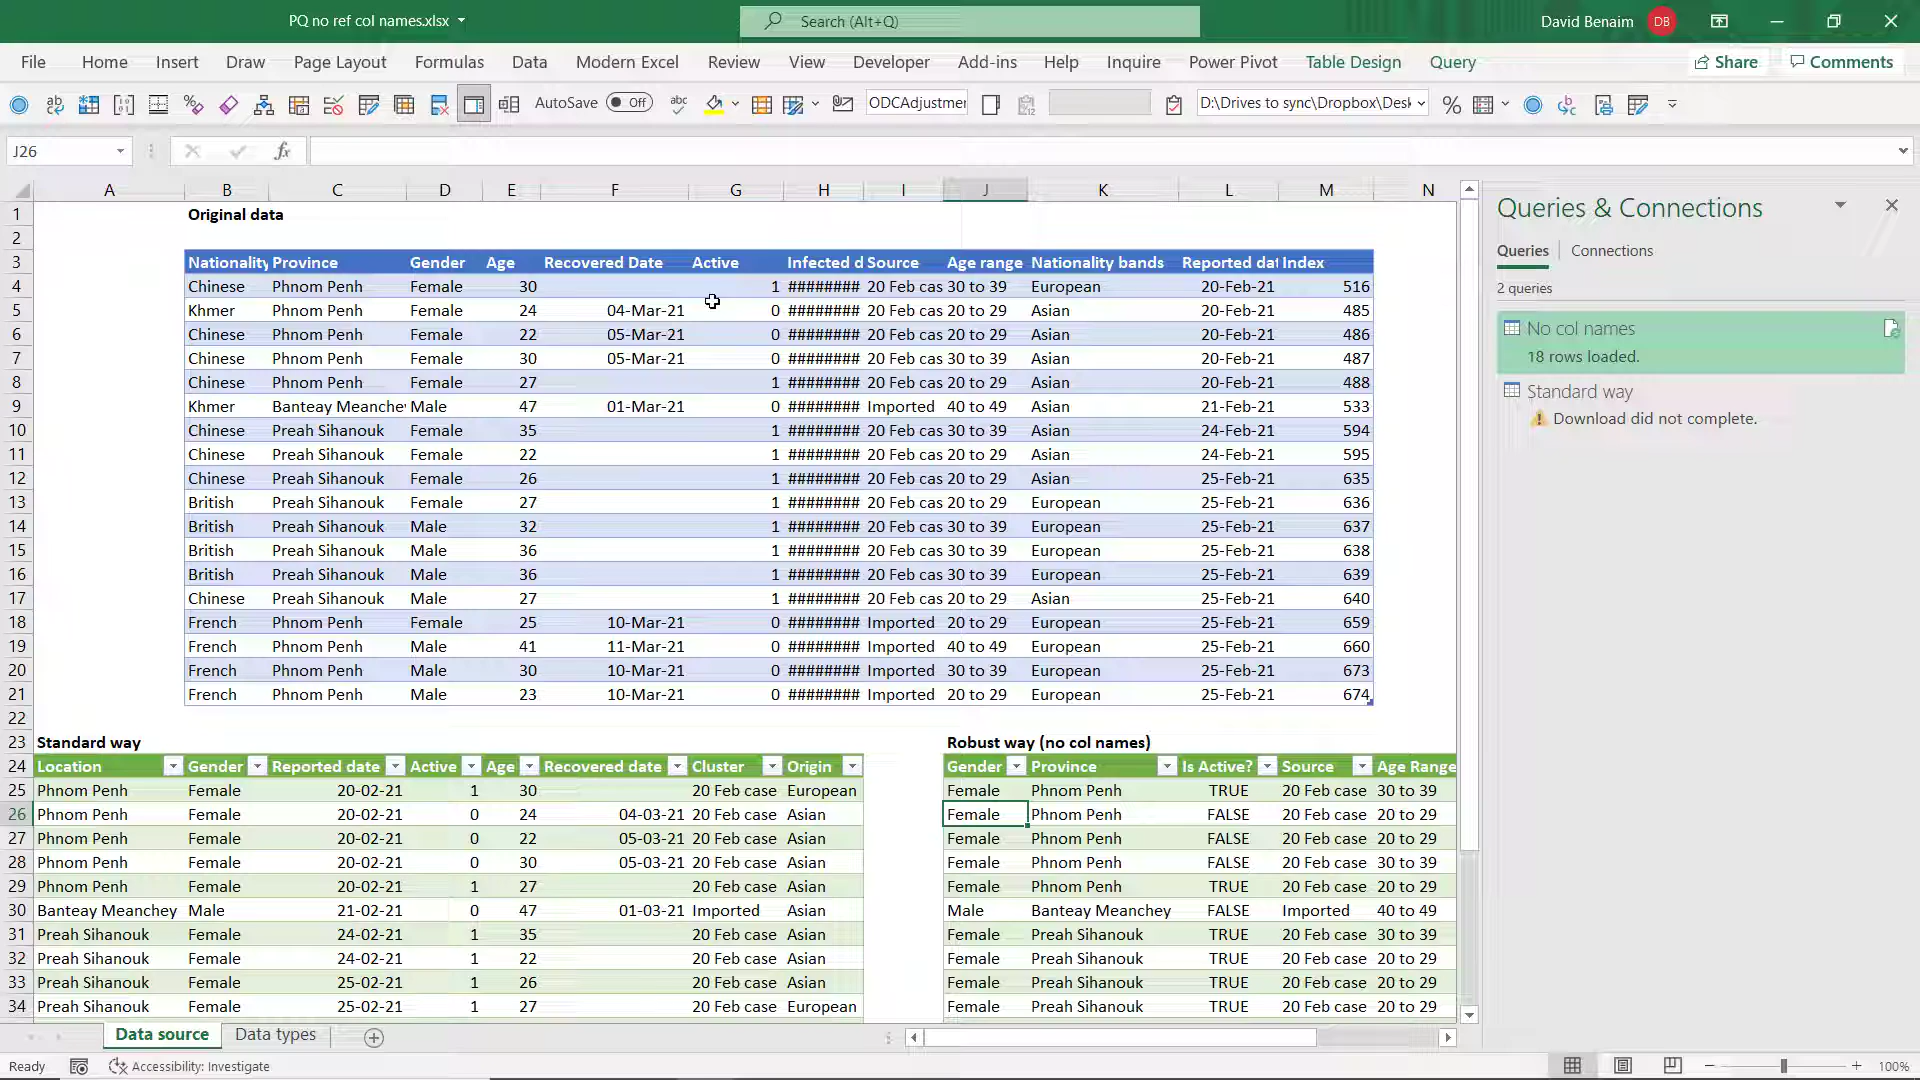 PQ no ref col names.xlsx
Search (Alt+Q)
David Benaim
DB
File Home Insert Draw Page Layout Formulas Data Modern Excel Review View Developer Add-ins Help Inquire Power Pivot Table Design Query
Share
Comments
AutoSave Off
ODCAdjustmer
D:\Drives to sync\Dropbox\Desk
J26
fx
A B C D E F G H I J K L M N
1 Original data
2
3 Nationality Province Gender Age Recovered Date Active Infected d Source Age range Nationality bands Reported dat Index
4 Chinese Phnom Penh Female 30 1 ######## 20 Feb cas 30 to 39 European 20-Feb-21 516
5 Khmer Phnom Penh Female 24 04-Mar-21 0 ######## 20 Feb cas 20 to 29 Asian 20-Feb-21 485
6 Chinese Phnom Penh Female 22 05-Mar-21 0 ######## 20 Feb cas 20 to 29 Asian 20-Feb-21 486
7 Chinese Phnom Penh Female 30 05-Mar-21 0 ######## 20 Feb cas 30 to 39 Asian 20-Feb-21 487
8 Chinese Phnom Penh Female 27 1 ######## 20 Feb cas 20 to 29 Asian 20-Feb-21 488
9 Khmer Banteay Meanche Male 47 01-Mar-21 0 ######## Imported 40 to 49 Asian 21-Feb-21 533
10 Chinese Preah Sihanouk Female 35 1 ######## 20 Feb cas 30 to 39 Asian 24-Feb-21 594
11 Chinese Preah Sihanouk Female 22 1 ######## 20 Feb cas 20 to 29 Asian 24-Feb-21 595
12 Chinese Preah Sihanouk Female 26 1 ######## 20 Feb cas 20 to 29 Asian 25-Feb-21 635
13 British Preah Sihanouk Female 27 1 ######## 20 Feb cas 20 to 29 European 25-Feb-21 636
14 British Preah Sihanouk Male 32 1 ######## 20 Feb cas 30 to 39 European 25-Feb-21 637
15 British Preah Sihanouk Male 36 1 ######## 20 Feb cas 30 to 39 European 25-Feb-21 638
16 British Preah Sihanouk Male 36 1 ######## 20 Feb cas 30 to 39 European 25-Feb-21 639
17 Chinese Preah Sihanouk Male 27 1 ######## 20 Feb cas 20 to 29 Asian 25-Feb-21 640
18 French Phnom Penh Female 25 10-Mar-21 0 ######## Imported 20 to 29 European 25-Feb-21 659
19 French Phnom Penh Male 41 11-Mar-21 0 ######## Imported 40 to 49 European 25-Feb-21 660
20 French Phnom Penh Male 30 10-Mar-21 0 ######## Imported 30 to 39 European 25-Feb-21 673
21 French Phnom Penh Male 23 10-Mar-21 0 ######## Imported 20 to 29 European 25-Feb-21 674
22
23 Standard way Robust way (no col names)
24 Location Gender Reported date Active Age Recovered date Cluster Origin Gender Province Is Active? Source Age Range
25 Phnom Penh Female 20-02-21 1 30 20 Feb case European Female Phnom Penh TRUE 20 Feb case 30 to 39
26 Phnom Penh Female 20-02-21 0 24 04-03-21 20 Feb case Asian Female Phnom Penh FALSE 20 Feb case 20 to 29
27 Phnom Penh Female 20-02-21 0 22 05-03-21 20 Feb case Asian Female Phnom Penh FALSE 20 Feb case 20 to 29
28 Phnom Penh Female 20-02-21 0 30 05-03-21 20 Feb case Asian Female Phnom Penh FALSE 20 Feb case 30 to 39
29 Phnom Penh Female 20-02-21 1 27 20 Feb case Asian Female Phnom Penh TRUE 20 Feb case 20 to 29
30 Banteay Meanchey Male 21-02-21 0 47 01-03-21 Imported Asian Male Banteay Meanchey FALSE Imported 40 to 49
31 Preah Sihanouk Female 24-02-21 1 35 20 Feb case Asian Female Preah Sihanouk TRUE 20 Feb case 30 to 39
32 Preah Sihanouk Female 24-02-21 1 22 20 Feb case Asian Female Preah Sihanouk TRUE 20 Feb case 20 to 29
33 Preah Sihanouk Female 25-02-21 1 26 20 Feb case Asian Female Preah Sihanouk TRUE 20 Feb case 20 to 29
34 Preah Sihanouk Female 25-02-21 1 27 20 Feb case European Female Preah Sihanouk TRUE 20 Feb case 20 to 29
Queries & Connections
Queries Connections
2 queries
No col names
18 rows loaded.
Standard way
Download did not complete.
Data source Data types
Ready Accessibility: Investigate 100%